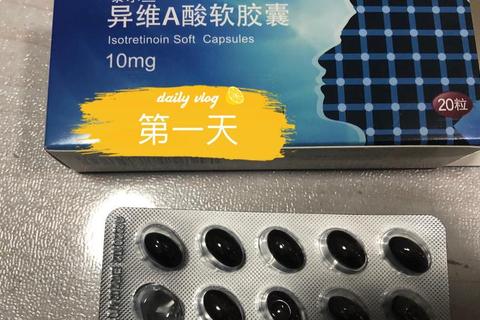 异维A酸软胶囊
Isotretinoin Soft Capsules
10mg
20粒
daily vlog
第一天